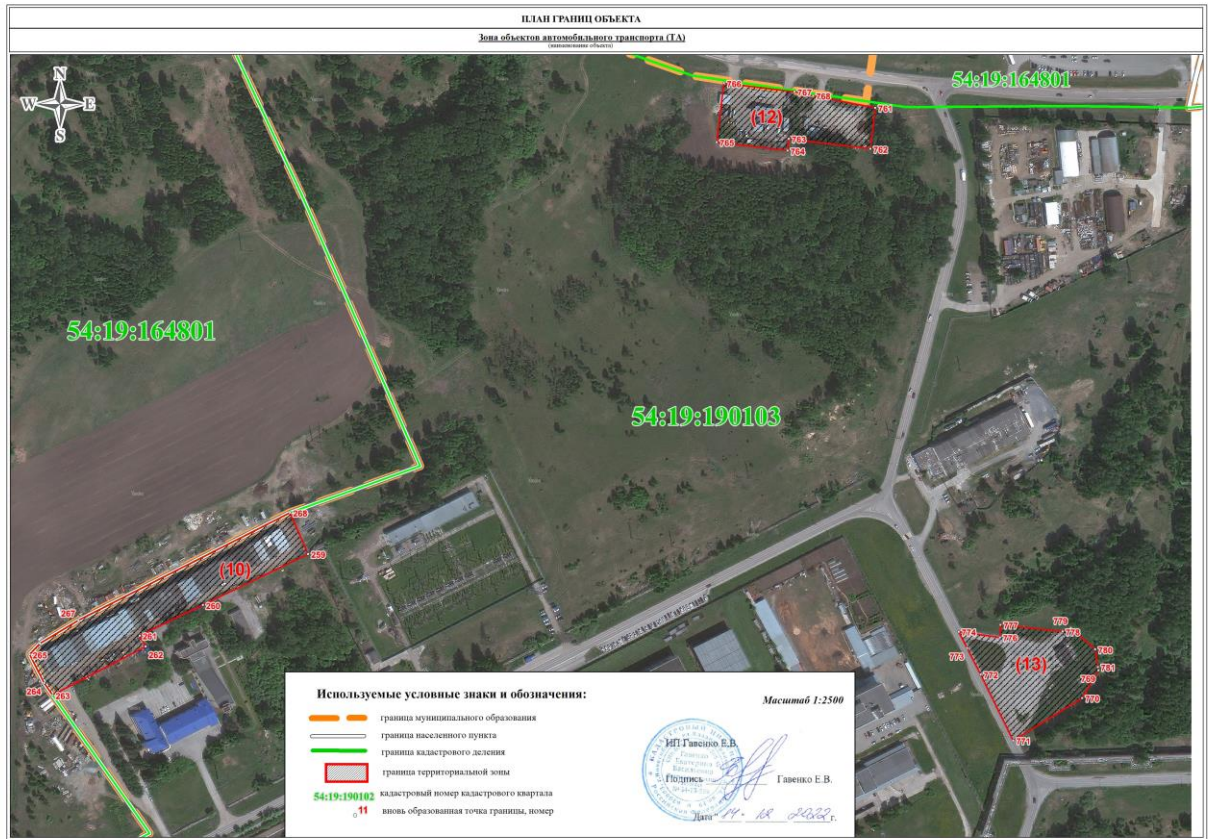 ПЛАН ГРАНИЦ ОБЪЕКТА
Зона объектов автомобильного транспорта (ТА)
(наименование объекта)
N
W E
S
54:19:164801
766
767
768
761
(12)
765
763
764
762
54:19:164801
54:19:190103
268
259
(10)
260
267
261
262
265
264
263
777
779
774
776
778
773
780
(13)
781
772
769
770
771
Используемые условные знаки и обозначения:
Масштаб 1:2500
граница муниципального образования
граница населенного пункта
граница кадастрового деления
граница территориальной зоны
54:19:190102 кадастровый номер кадастрового квартала
11 вновь образованная точка границы, номер
ИП Гавенко Е.В.
Подпись Гавенко Е.В.
Дата "14" 12 2022 г.